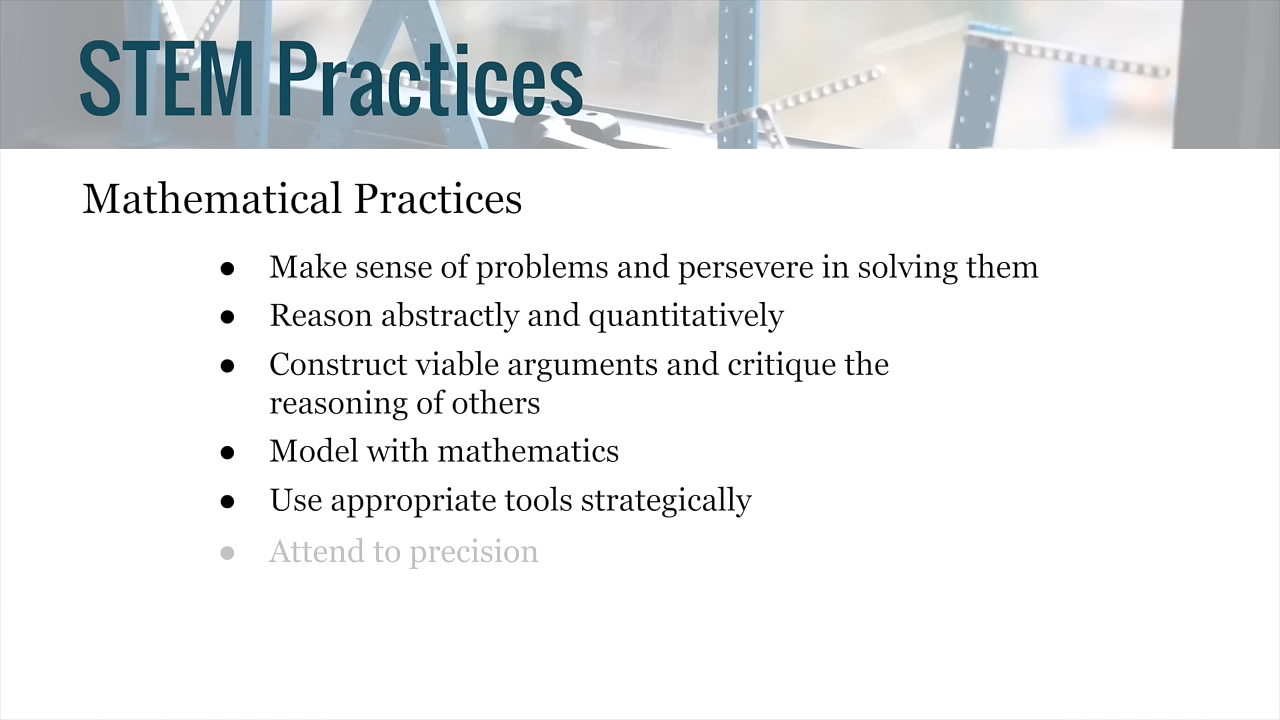 STEM Practices
Mathematical Practices
● Make sense of problems and persevere in solving them
● Reason abstractly and quantitatively
● Construct viable arguments and critique the
reasoning of others
● Model with mathematics
● Use appropriate tools strategically
● Attend to precision